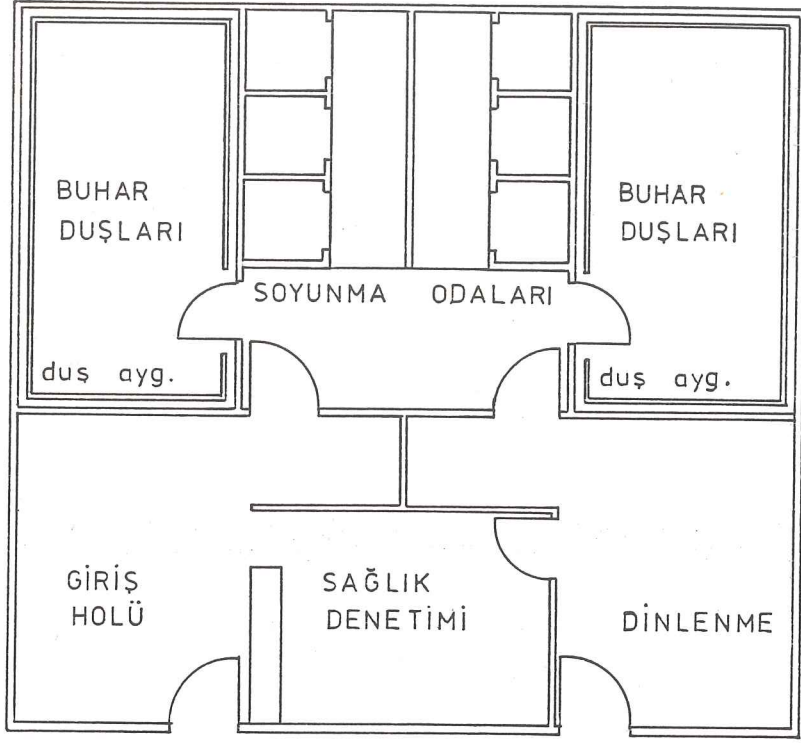 BUHAR
DUŞLARI
BUHAR
DUŞLARI
SOYUNMA ODALARI
duş ayg.
duş ayg.
GİRİŞ
HOLÜ
SAĞLIK
DENETİMİ
DİNLENME